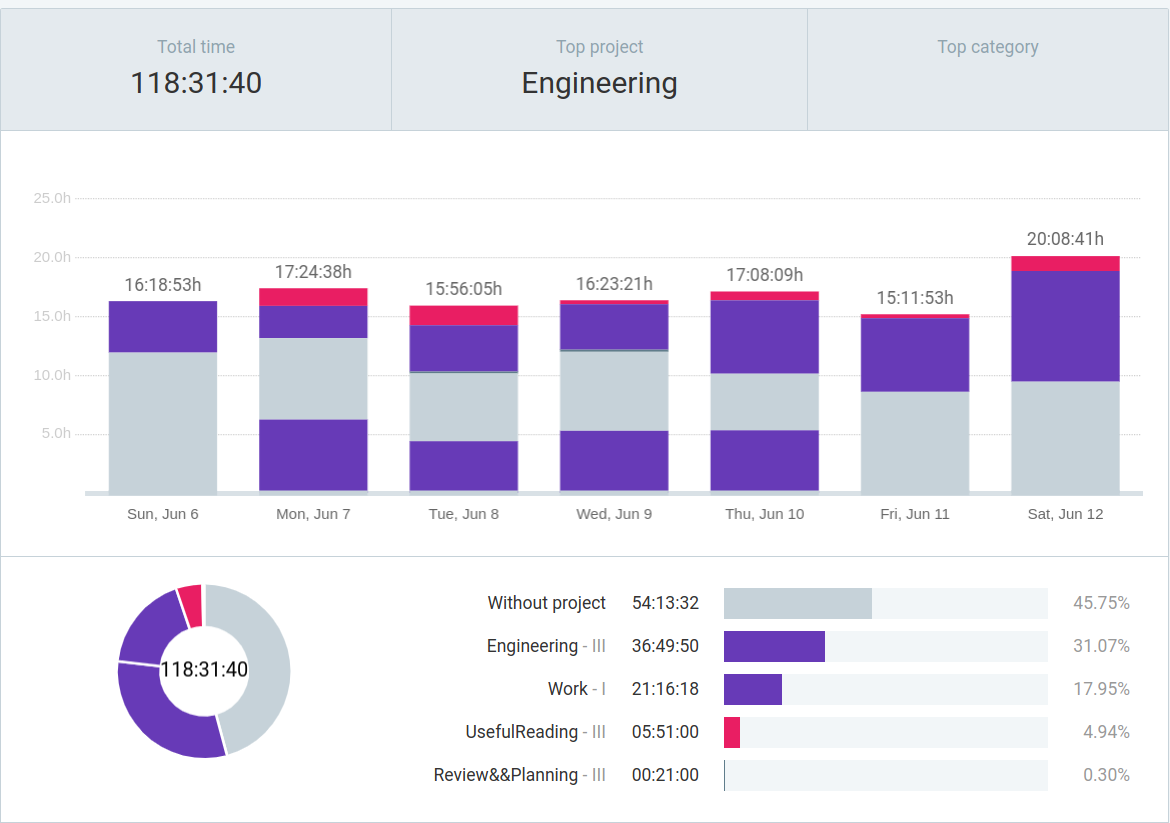 Total time
118:31:40
Top project
Engineering
Top category
25.0h
20.0h
15.0h
10.0h
5.0h
16:18:53h
17:24:38h
15:56:05h
16:23:21h
17:08:09h
15:11:53h
20:08:41h
Sun, Jun 6
Mon, Jun 7
Tue, Jun 8
Wed, Jun 9
Thu, Jun 10
Fri, Jun 11
Sat, Jun 12
118:31:40
Without project 54:13:32 45.75%
Engineering - III 36:49:50 31.07%
Work - I 21:16:18 17.95%
UsefulReading - III 05:51:00 4.94%
Review&&Planning - III 00:21:00 0.30%